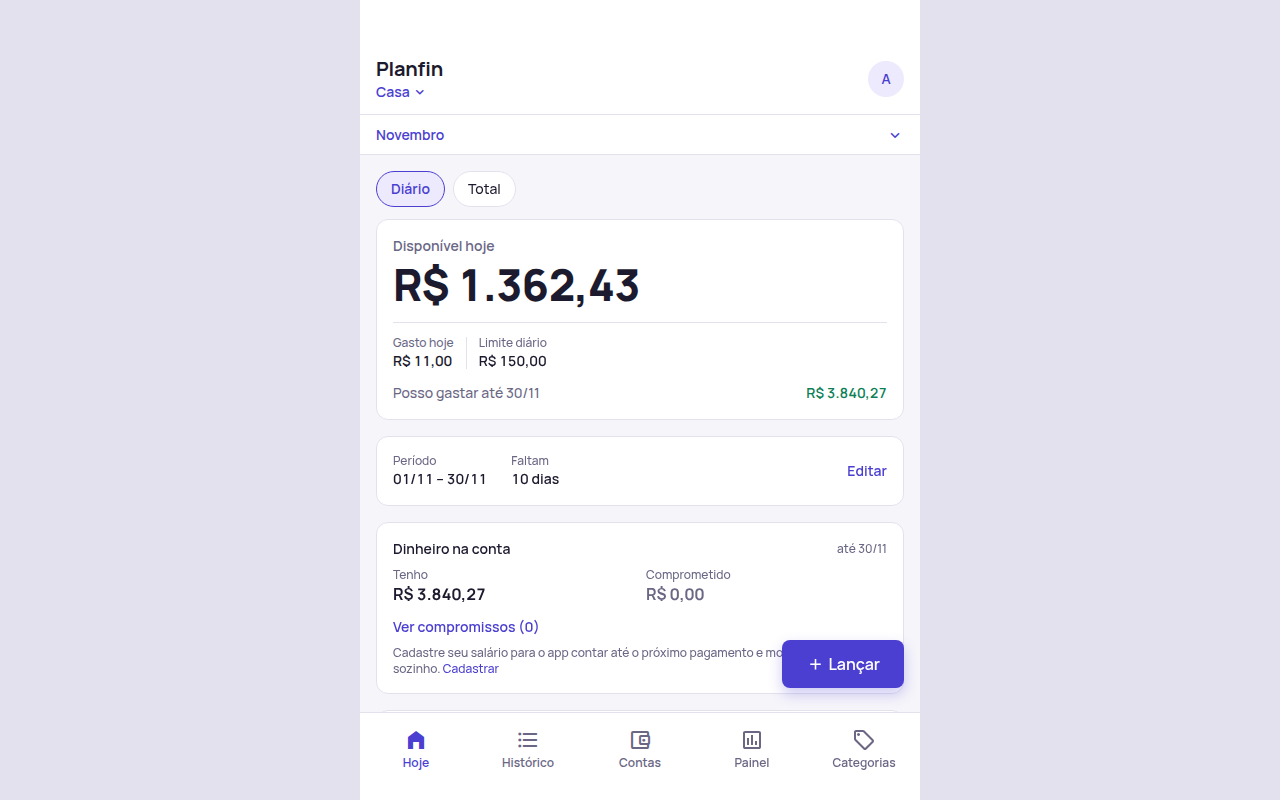 Planfin
Casa
A
Novembro
Diário
Total
Disponível hoje
R$ 1.362,43
Gasto hoje
R$ 11,00
Limite diário
R$ 150,00
Posso gastar até 30/11
R$ 3.840,27
Período
01/11 – 30/11
Faltam
10 dias
Editar
Dinheiro na conta
até 30/11
Tenho
R$ 3.840,27
Comprometido
R$ 0,00
Ver compromissos (0)
Cadastre seu salário para o app contar até o próximo pagamento e
sozinho. Cadastrar
+ Lançar
Hoje
Histórico
Contas
Painel
Categorias